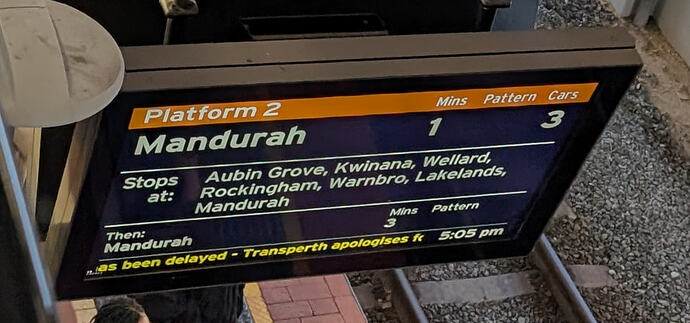 Platform 2 Mins Pattern Cars
Mandurah 1 3
Stops at: Aubin Grove, Kwinana, Wellard,
Rockingham, Warnbro, Lakelands,
Mandurah
Then: Mins Pattern
Mandurah 3
as been delayed - Transperth apologises fo 5:05 pm